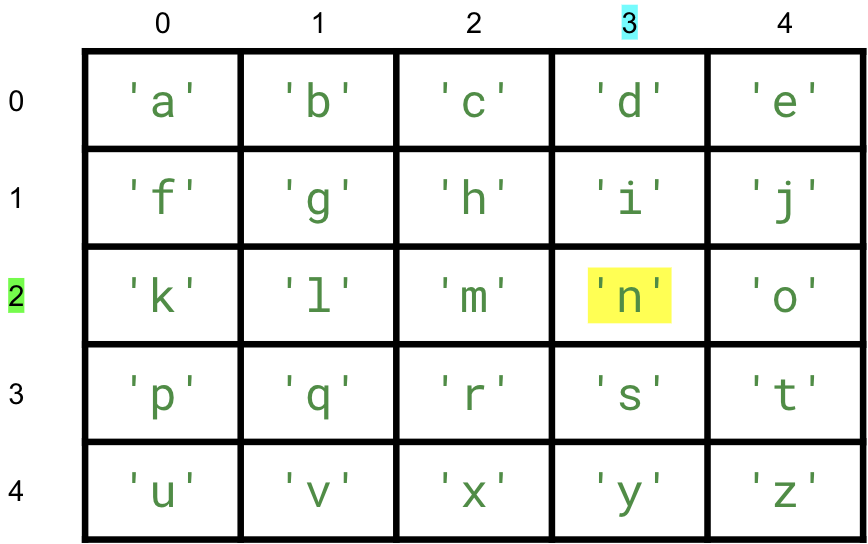 0 1 2 3 4
0 'a' 'b' 'c' 'd' 'e'
1 'f' 'g' 'h' 'i' 'j'
2 'k' 'l' 'm' 'n' 'o'
3 'p' 'q' 'r' 's' 't'
4 'u' 'v' 'x' 'y' 'z'